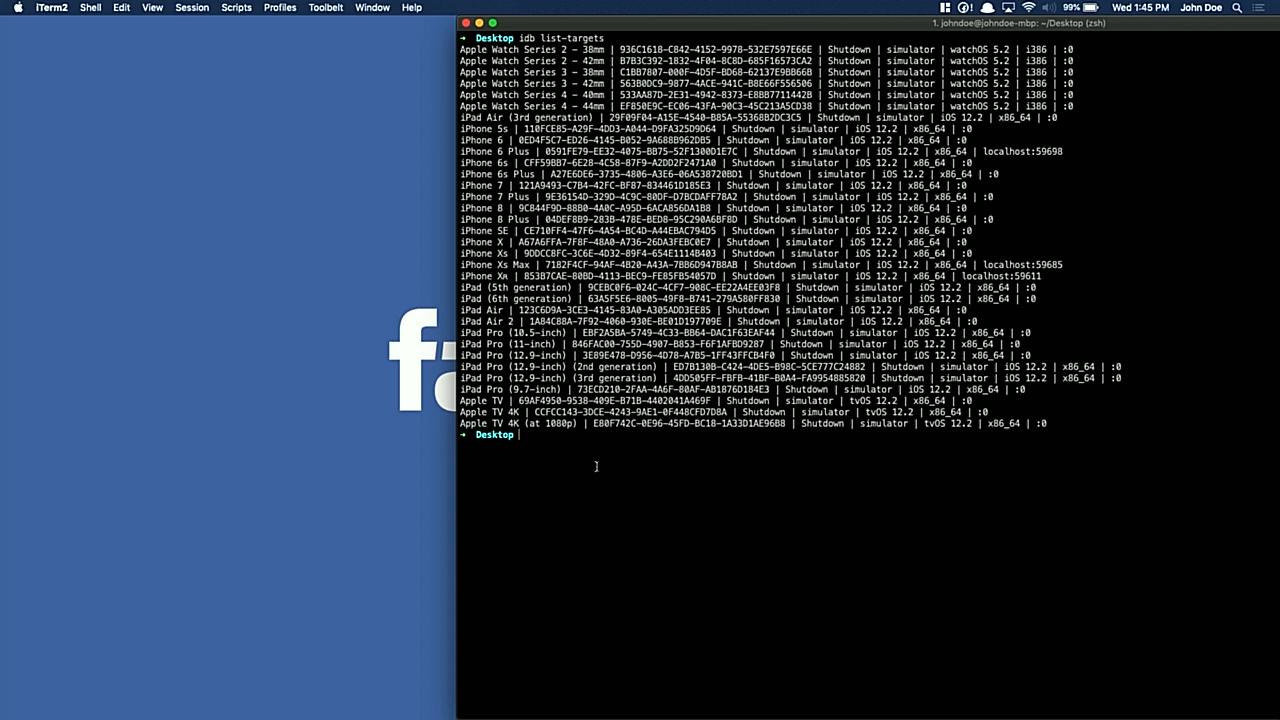 iTerm2 Shell Edit View Session Scripts Profiles Toolbelt Window Help 99% Wed 1:45 PM John Doe
1. johndoe@johndoe-mbp: ~/Desktop (zsh)
→ Desktop idb list-targets
Apple Watch Series 2 - 38mm | 936C1618-C842-4152-9978-532E7597E66E | Shutdown | simulator | watchOS 5.2 | i386 | :0
Apple Watch Series 2 - 42mm | B7B3C392-1832-4F04-8C8D-685F16573CA2 | Shutdown | simulator | watchOS 5.2 | i386 | :0
Apple Watch Series 3 - 38mm | C1BB7807-000F-4D5F-BD68-62137E9BB66B | Shutdown | simulator | watchOS 5.2 | i386 | :0
Apple Watch Series 3 - 42mm | 563B0DC9-9877-4ACE-941C-B8E66F556506 | Shutdown | simulator | watchOS 5.2 | i386 | :0
Apple Watch Series 4 - 40mm | 533AA87D-2E31-4942-8373-E8BB7711442B | Shutdown | simulator | watchOS 5.2 | i386 | :0
Apple Watch Series 4 - 44mm | EF850E9C-EC06-43FA-90C3-45C213A5CD38 | Shutdown | simulator | watchOS 5.2 | i386 | :0
iPad Air (3rd generation) | 29F09F04-A15E-4540-B85A-55368B2DC3C5 | Shutdown | simulator | iOS 12.2 | x86_64 | :0
iPhone 5s | 110FCE85-A29F-4DD3-A044-D9FA325D9D64 | Shutdown | simulator | iOS 12.2 | x86_64 | :0
iPhone 6 | 0ED4F5C7-ED26-4145-B052-9A688B962DB5 | Shutdown | simulator | iOS 12.2 | x86_64 | :0
iPhone 6 Plus | 0591FE79-EE32-4075-BB75-52F1300D1E7C | Shutdown | simulator | iOS 12.2 | x86_64 | localhost:59698
iPhone 6s | CFF59BB7-6E28-4C58-87F9-A2DD2F2471A0 | Shutdown | simulator | iOS 12.2 | x86_64 | :0
iPhone 6s Plus | A27E6DE6-3735-4806-A3E6-06A538720BD1 | Shutdown | simulator | iOS 12.2 | x86_64 | :0
iPhone 7 | 121A9493-C7B4-42FC-BF87-834461D185E3 | Shutdown | simulator | iOS 12.2 | x86_64 | :0
iPhone 7 Plus | 9E36154D-329D-4C9C-80DF-D7BCDAFF78A2 | Shutdown | simulator | iOS 12.2 | x86_64 | :0
iPhone 8 | 9C844F9D-88B0-4A0C-A95D-6ACA856DA1B8 | Shutdown | simulator | iOS 12.2 | x86_64 | :0
iPhone 8 Plus | 04DEF8B9-283B-478E-BED8-95C290A6BF8D | Shutdown | simulator | iOS 12.2 | x86_64 | :0
iPhone SE | CE710FF4-47F6-4A54-BC4D-A44EBAC794D5 | Shutdown | simulator | iOS 12.2 | x86_64 | :0
iPhone X | A67A6FFA-7F8F-48A0-A736-26DA3FEBC0E7 | Shutdown | simulator | iOS 12.2 | x86_64 | :0
iPhone Xs | 9DDCC8FC-3C6E-4D32-89F4-654E1114B403 | Shutdown | simulator | iOS 12.2 | x86_64 | :0
iPhone Xs Max | 7182F4CF-94AF-4B20-A43A-7BB6D947B8AB | Shutdown | simulator | iOS 12.2 | x86_64 | localhost:59685
iPhone Xʀ | 853B7CAE-80BD-4113-BEC9-FE85FB54057D | Shutdown | simulator | iOS 12.2 | x86_64 | localhost:59611
iPad (5th generation) | 9CEBC0F6-024C-4CF7-908C-EE22A4EE03F8 | Shutdown | simulator | iOS 12.2 | x86_64 | :0
iPad (6th generation) | 63A5F5E6-8005-49F8-B741-279A580FF830 | Shutdown | simulator | iOS 12.2 | x86_64 | :0
iPad Air | 123C6D9A-3CE3-4145-83A0-A305ADD3EE85 | Shutdown | simulator | iOS 12.2 | x86_64 | :0
iPad Air 2 | 1A84C88A-7F92-4060-930E-BE01D197709E | Shutdown | simulator | iOS 12.2 | x86_64 | :0
iPad Pro (10.5-inch) | EBF2A5BA-5749-4C33-BB64-DAC1F63EAF44 | Shutdown | simulator | iOS 12.2 | x86_64 | :0
iPad Pro (11-inch) | 846FAC00-755D-4907-B853-F6F1AFBD9287 | Shutdown | simulator | iOS 12.2 | x86_64 | :0
iPad Pro (12.9-inch) | 3E89E478-D956-4D78-A7B5-1FF43FFCB4F0 | Shutdown | simulator | iOS 12.2 | x86_64 | :0
iPad Pro (12.9-inch) (2nd generation) | ED7B130B-C424-4DE5-B98C-5CE777C24882 | Shutdown | simulator | iOS 12.2 | x86_64 | :0
iPad Pro (12.9-inch) (3rd generation) | 4DD505FF-FBFB-41BF-B0A4-FA9954885820 | Shutdown | simulator | iOS 12.2 | x86_64 | :0
iPad Pro (9.7-inch) | 73ECD210-2FAA-4A6F-80AF-AB1876D184E3 | Shutdown | simulator | iOS 12.2 | x86_64 | :0
Apple TV | 69AF4950-9538-409E-B71B-4402041A469F | Shutdown | simulator | tvOS 12.2 | x86_64 | :0
Apple TV 4K | CCFCC143-3DCE-4243-9AE1-0F448CFD7D8A | Shutdown | simulator | tvOS 12.2 | x86_64 | :0
Apple TV 4K (at 1080p) | E80F742C-0E96-45FD-BC18-1A33D1AE96B8 | Shutdown | simulator | tvOS 12.2 | x86_64 | :0
→ Desktop